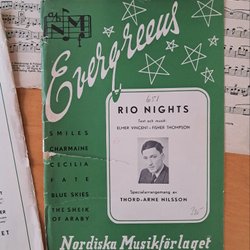 NM
Evergreens
671
RIO NIGHTS
Text och musik:
ELMER VINCENT - FISHER THOMPSON
SMILES
CHARMAINE
CECILIA
FATE
BLUE SKIES
THE SHEIK
OF ARABY
Specialarrangemang av
THORD-ARNE NILSSON
Nordiska Musikförlaget